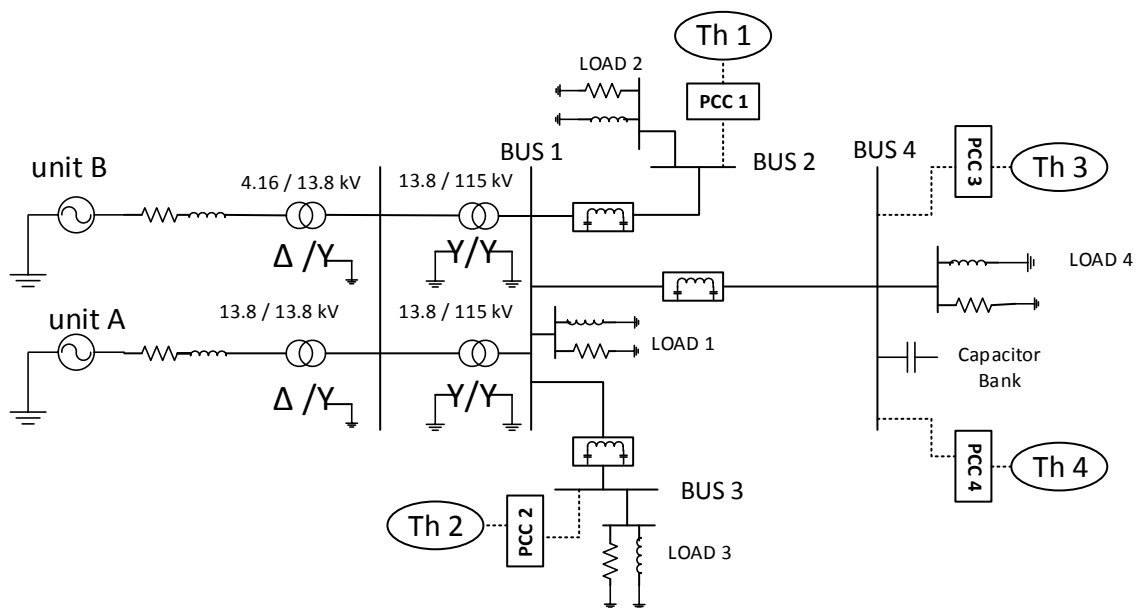 Th 1
LOAD 2
PCC 1
BUS 1
BUS 2
BUS 4
PCC 3
Th 3
unit B
4.16 / 13.8 kV
13.8 / 115 kV
Δ /Y
Y/Y
LOAD 4
unit A
13.8 / 13.8 kV
13.8 / 115 kV
LOAD 1
Δ /Y
Y/Y
Capacitor
Bank
PCC 4
Th 4
BUS 3
Th 2
PCC 2
LOAD 3